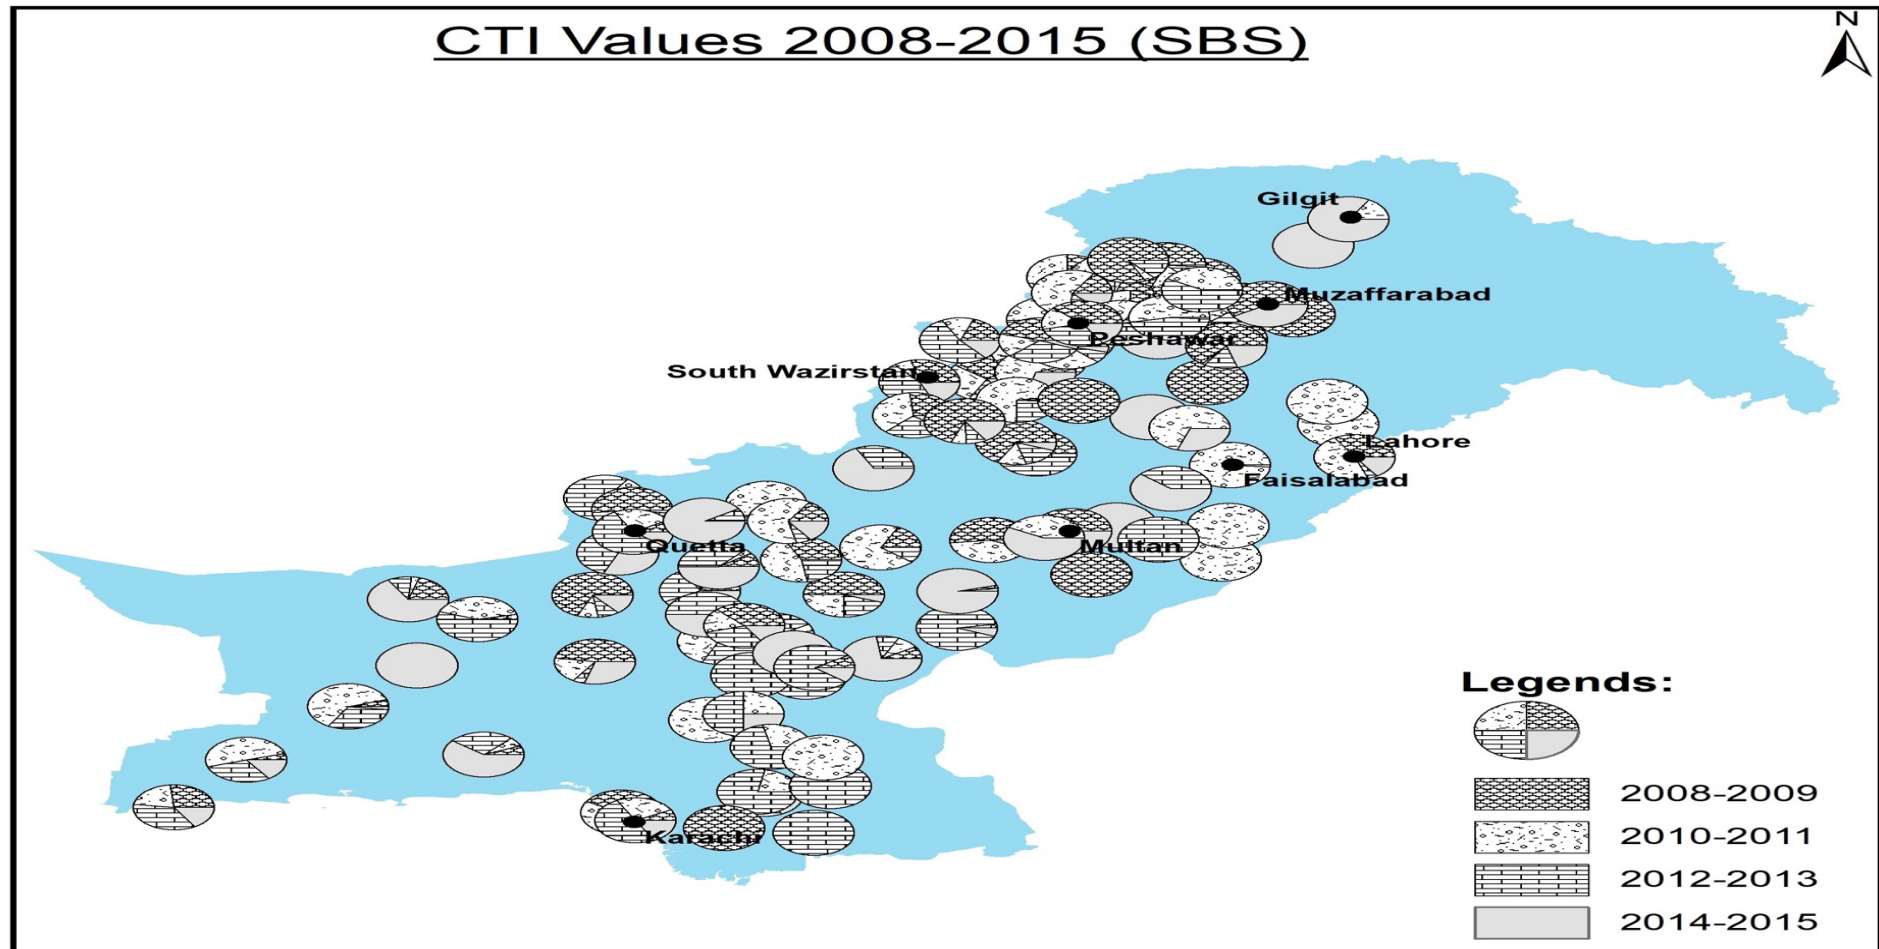 CTI Values 2008-2015 (SBS)
N
Gilgit
Muzaffarabad
Peshawar
South Wazirstan
Lahore
Faisalabad
Quetta
Multan
Karachi
Legends:
2008-2009
2010-2011
2012-2013
2014-2015